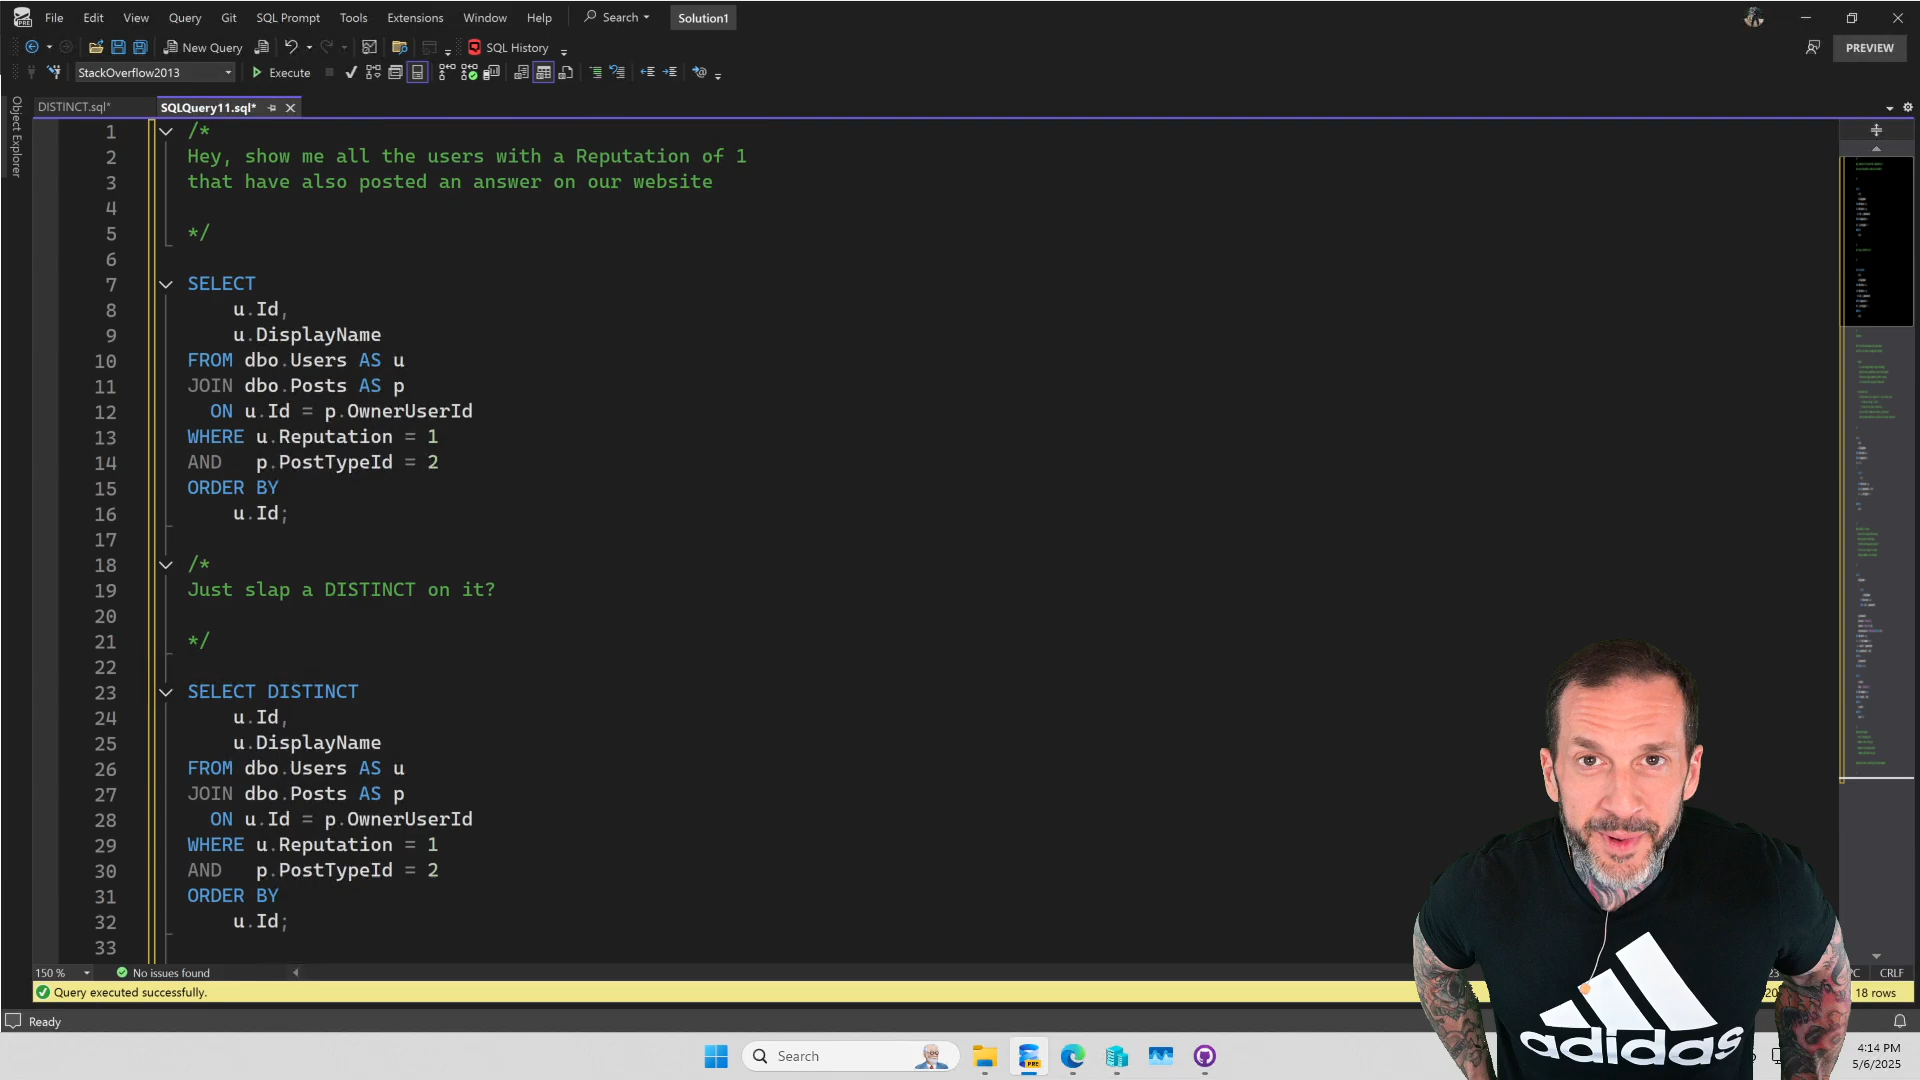 File Edit View Query Git SQL Prompt Tools Extensions Window Help Search Solution1
New Query SQL History PREVIEW
StackOverflow2013 Execute
Object Explorer
DISTINCT.sql* SQLQuery11.sql*
1 /*
2 Hey, show me all the users with a Reputation of 1
3 that have also posted an answer on our website
4
5 */
6
7 SELECT
8 u.Id,
9 u.DisplayName
10 FROM dbo.Users AS u
11 JOIN dbo.Posts AS p
12 ON u.Id = p.OwnerUserId
13 WHERE u.Reputation = 1
14 AND p.PostTypeId = 2
15 ORDER BY
16 u.Id;
17
18 /*
19 Just slap a DISTINCT on it?
20
21 */
22
23 SELECT DISTINCT
24 u.Id,
25 u.DisplayName
26 FROM dbo.Users AS u
27 JOIN dbo.Posts AS p
28 ON u.Id = p.OwnerUserId
29 WHERE u.Reputation = 1
30 AND p.PostTypeId = 2
31 ORDER BY
32 u.Id;
33
150 % No issues found CRLF
Query executed successfully. 18 rows
Ready
Search
PRE
adidas
4:14 PM
5/6/2025